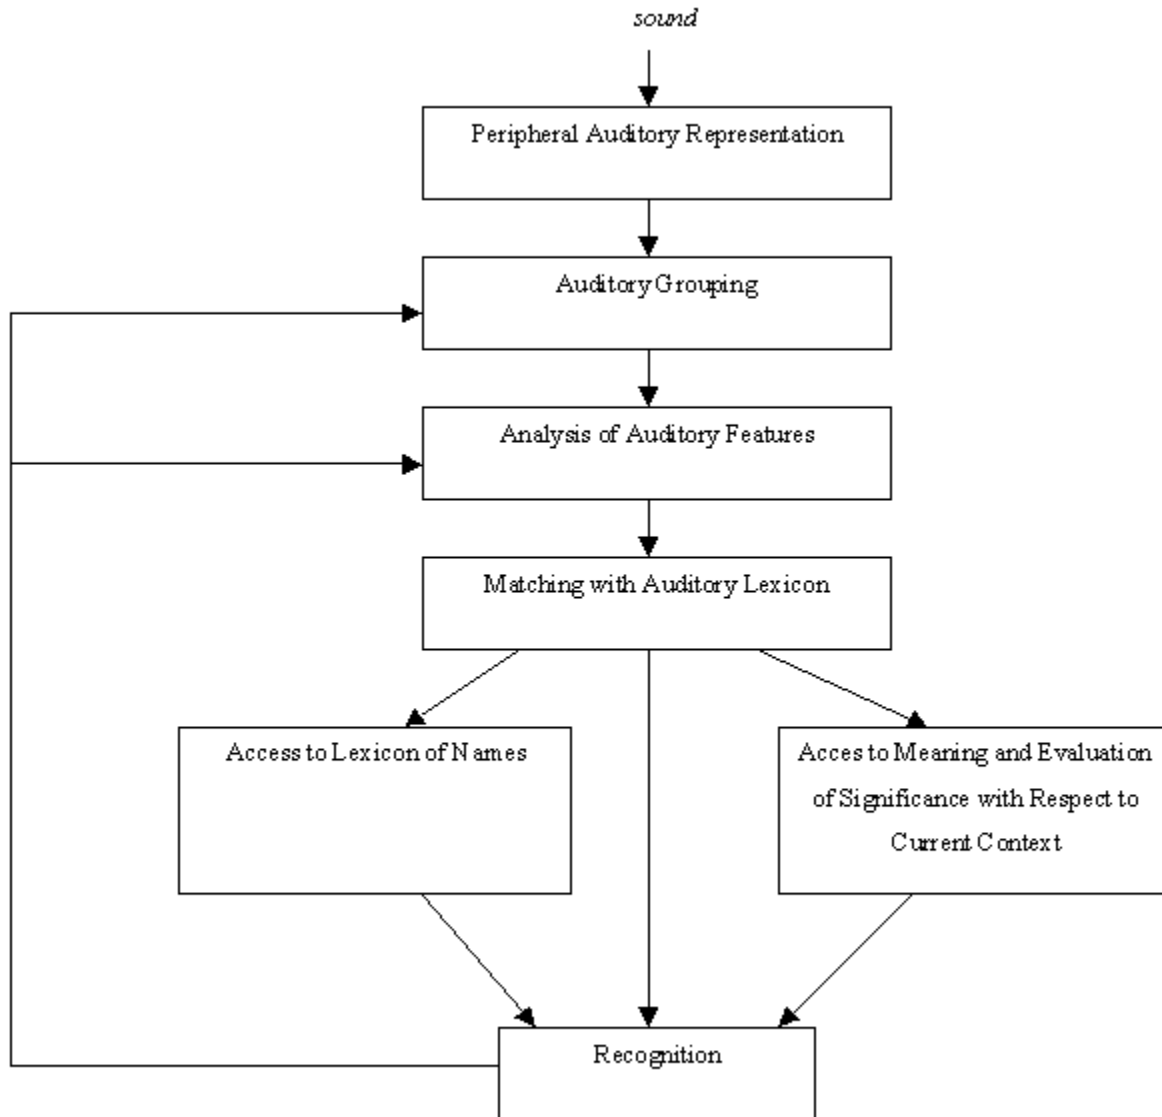 sound
Peripheral Auditory Representation
Auditory Grouping
Analysis of Auditory Features
Matching with Auditory Lexicon
Access to Lexicon of Names
Acces to Meaning and Evaluation
of Significance with Respect to
Current Context
Recognition